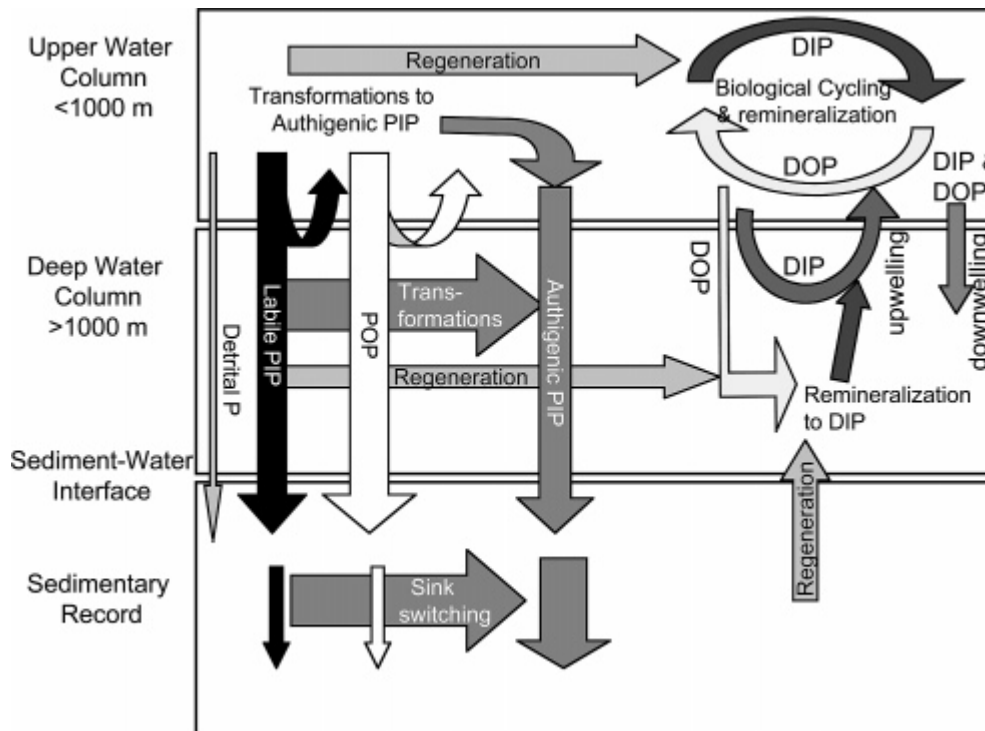 Upper Water
Column
<1000 m
Regeneration
DIP
Biological Cycling
& remineralization
Transformations to
Authigenic PIP
DOP
DIP &
DOP
Deep Water
Column
>1000 m
Detrital P
Labile PIP
POP
Trans-
formations
Authigenic PIP
Regeneration
DOP
DIP
upwelling
downwelling
Remineralization
to DIP
Sediment-Water
Interface
Regeneration
Sedimentary
Record
Sink
switching